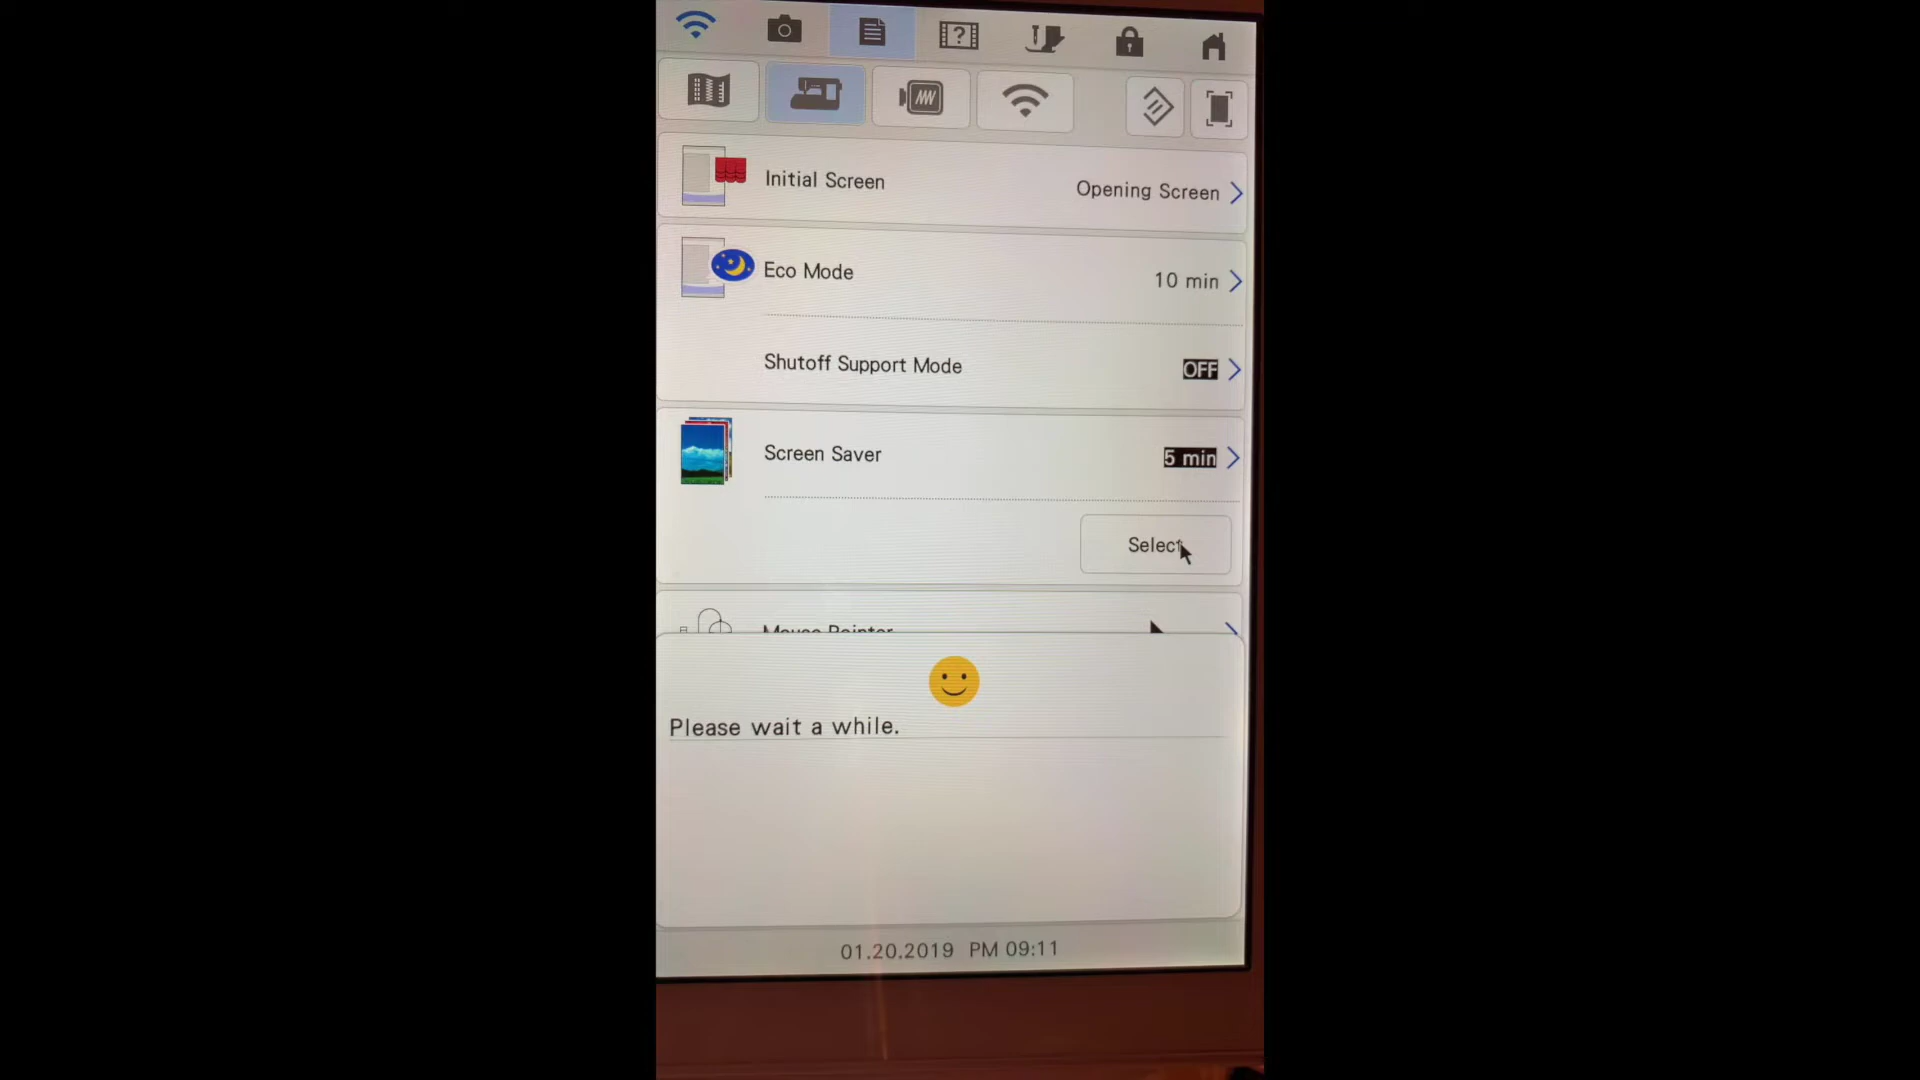 Initial Screen Opening Screen
Eco Mode 10 min
Shutoff Support Mode OFF
Screen Saver 5 min
Select
Mouse Pointer
Please wait a while.
01.20.2019 PM 09:11